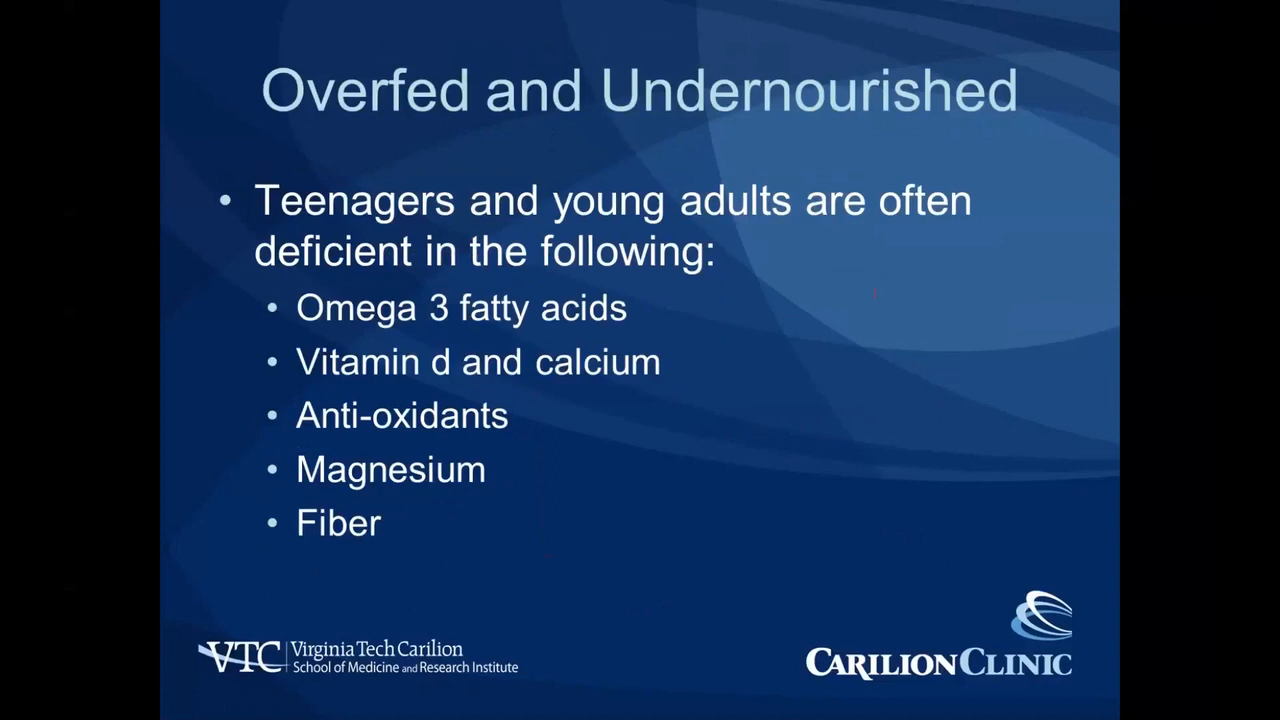 Overfed and Undernourished
• Teenagers and young adults are often
deficient in the following:
• Omega 3 fatty acids
• Vitamin d and calcium
• Anti-oxidants
• Magnesium
• Fiber
VTC Virginia Tech Carilion
School of Medicine and Research Institute
CARILION CLINIC